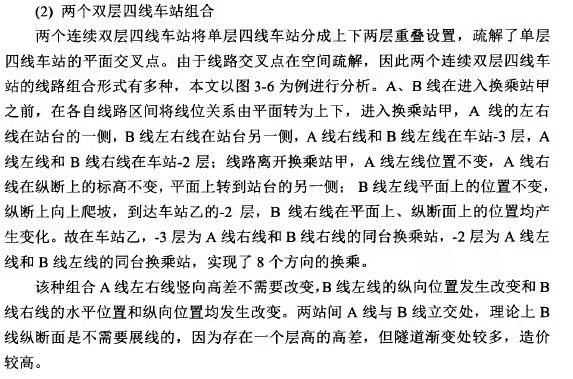 (2) 两个双层四线车站组合
两个连续双层四线车站将单层四线车站分成上下两层重叠设置，疏解了单层
四线车站的平面交叉点。由于线路交叉点在空间疏解，因此两个连续双层四线车
站的线路组合形式有多种，本文以图 3-6 为例进行分析。A、B 线在进入换乘站甲
之前，在各自线路区间将线位关系由平面转为上下，进入换乘站甲，A 线的左右
线在站台的一侧，B 线左右线在站台另一侧，A 线右线和 B 线左线在车站-3 层，A
线左线和 B 线右线在车站-2 层；线路离开换乘站甲，A 线左线位置不变，A 线右
线在纵断上的标高不变，平面上转到站台的另一侧； B 线左线平面上的位置不变，
纵断上向上爬坡，到达车站乙的-2 层，B 线右线在平面上、纵断面上的位置均产
生变化。故在车站乙，-3 层为 A 线右线和 B 线右线的同台换乘站，-2 层为 A 线左
线和 B 线左线的同台换乘站，实现了 8 个方向的换乘。
该种组合 A 线左右线竖向高差不需要改变，B 线左线的纵向位置发生改变和 B
线右线的水平位置和纵向位置均发生改变。两站间 A 线与 B 线立交处，理论上 B
线纵断面是不需要展线的，因为存在一个层高的高差，但隧道渐变处较多，造价
较高。